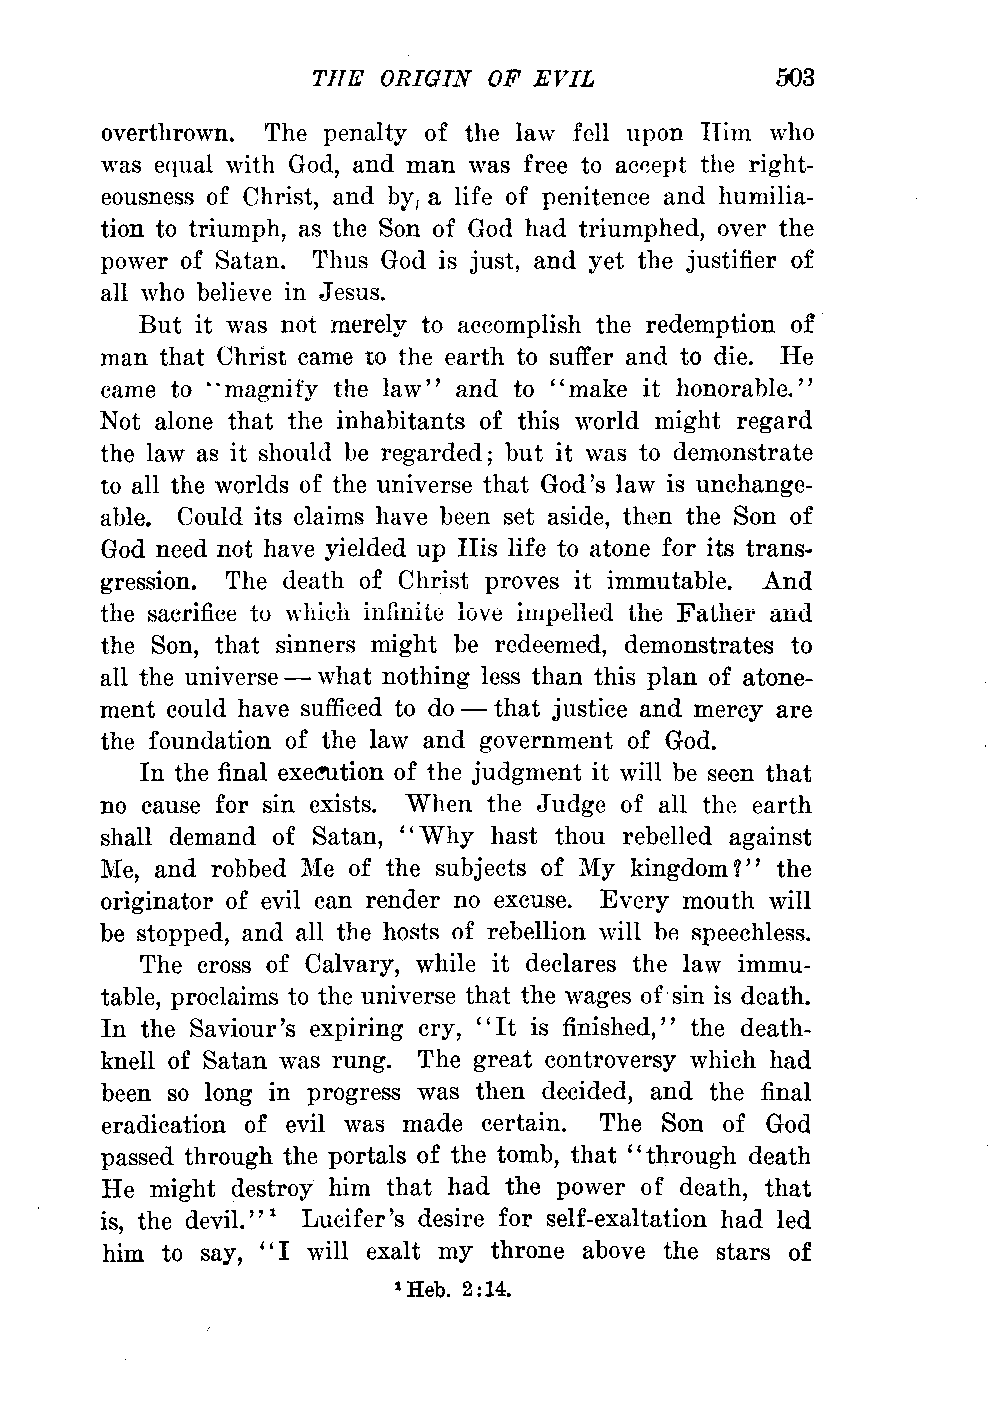 THE ORIGIN OF EVIL 503
overthrown. The penalty of the law fell upon Him who
was equal with God, and man was free to accept the right-
eousness of Christ, and by, a life of penitence and humilia-
tion to triumph, as the Son of God had triumphed, over the
power of Satan. Thus God is just, and yet the justifier of
all who believe in Jesus.
But it was not merely to accomplish the redemption of
man that Christ came to the earth to suffer and to die. He
came to "magnify the law" and to "make it honorable."
Not alone that the inhabitants of this world might regard
the law as it should be regarded; but it was to demonstrate
to all the worlds of the universe that God's law is unchange-
able. Could its claims have been set aside, then the Son of
God need not have yielded up His life to atone for its trans-
gression. The death of Christ proves it immutable. And
the sacrifice to which infinite love impelled the Father and
the Son, that sinners might be redeemed, demonstrates to
all the universe — what nothing less than this plan of atone-
ment could have sufficed to do — that justice and mercy are
the foundation of the law and government of God.
In the final execution of the judgment it will be seen that
no cause for sin exists. When the Judge of all the earth
shall demand of Satan, "Why hast thou rebelled against
Me, and robbed Me of the subjects of My kingdom?" the
originator of evil can render no excuse. Every mouth will
be stopped, and all the hosts of rebellion will be speechless.
The cross of Calvary, while it declares the law immu-
table, proclaims to the universe that the wages of sin is death.
In the Saviour's expiring cry, "It is finished," the death-
knell of Satan was rung. The great controversy which had
been so long in progress was then decided, and the final
eradication of evil was made certain. The Son of God
passed through the portals of the tomb, that "through death
He might destroy him that had the power of death, that
is, the devil."¹ Lucifer's desire for self-exaltation had led
him to say, "I will exalt my throne above the stars of
¹ Heb. 2:14.